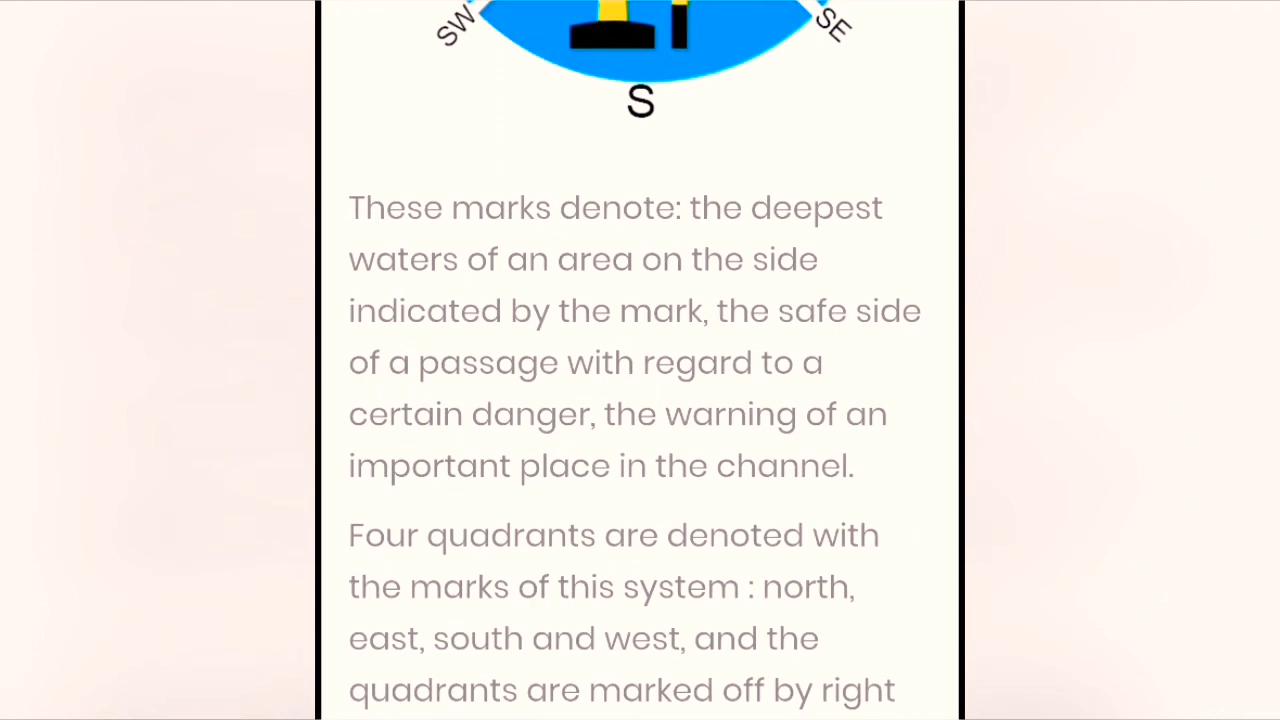 SW
SE
S
These marks denote: the deepest
waters of an area on the side
indicated by the mark, the safe side
of a passage with regard to a
certain danger, the warning of an
important place in the channel.
Four quadrants are denoted with
the marks of this system : north,
east, south and west, and the
quadrants are marked off by right